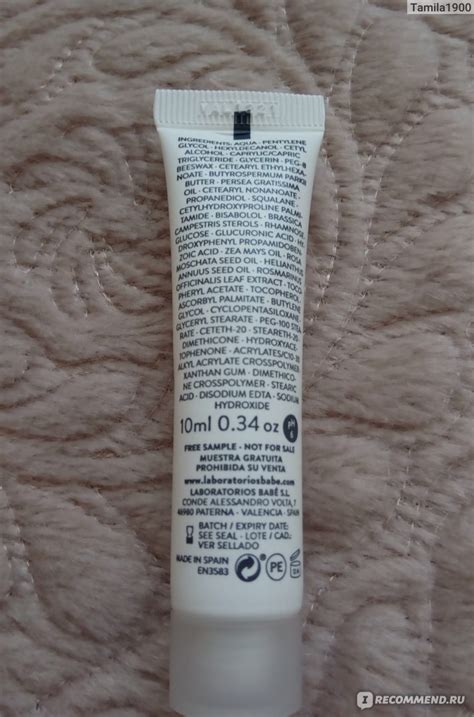 Tamila1900
INGREDIENTS: AQUA · PENTYLENE
GLYCOL · HEXYLDECANOL · CETYL
ALCOHOL · CAPRYLIC/CAPRIC
TRIGLYCERIDE · GLYCERIN · PEG-8
BEESWAX · CETEARYL ETHYLHEXA-
NOATE · BUTYROSPERMUM PARKII
BUTTER · PERSEA GRATISSIMA
OIL · CETEARYL NONANOATE ·
PROPANEDIOL · SQUALANE ·
CETYLHYDROXYPROLINE PALMI-
TAMIDE · BISABOLOL · BRASSICA
CAMPESTRIS STEROLS · RHAMNOSE
GLUCOSE · GLUCURONIC ACID · HY-
DROXYPHENYL PROPAMIDOBEN-
ZOIC ACID · ZEA MAYS OIL · ROSA
MOSCHATA SEED OIL · HELIANTHUS
ANNUUS SEED OIL · ROSMARINUS
OFFICINALIS LEAF EXTRACT · TOCO-
PHERYL ACETATE · TOCOPHEROL ·
ASCORBYL PALMITATE · BUTYLENE
GLYCOL · CYCLOPENTASILOXANE ·
GLYCERYL STEARATE · PEG-100 STEA-
RATE · CETETH-20 · STEARETH-20 ·
DIMETHICONE · HYDROXYACE-
TOPHENONE · ACRYLATES/C10-30
ALKYL ACRYLATE CROSSPOLYMER ·
XANTHAN GUM · DIMETHICO-
NE CROSSPOLYMER · STEARIC
ACID · DISODIUM EDTA · SODIUM
HYDROXIDE
10ml 0.34 oz pH 6
FREE SAMPLE · NOT FOR SALE
MUESTRA GRATUITA
PROHIBIDA SU VENTA
www.laboratoriosbabe.com
LABORATORIOS BABÉ S.L.
CONDE ALESSANDRO VOLTA, 7
46980 PATERNA - VALENCIA - SPAIN
BATCH / EXPIRY DATE:
SEE SEAL · LOTE / CAD.:
VER SELLADO
MADE IN SPAIN
EN3583
PE
I RECOMMEND.RU